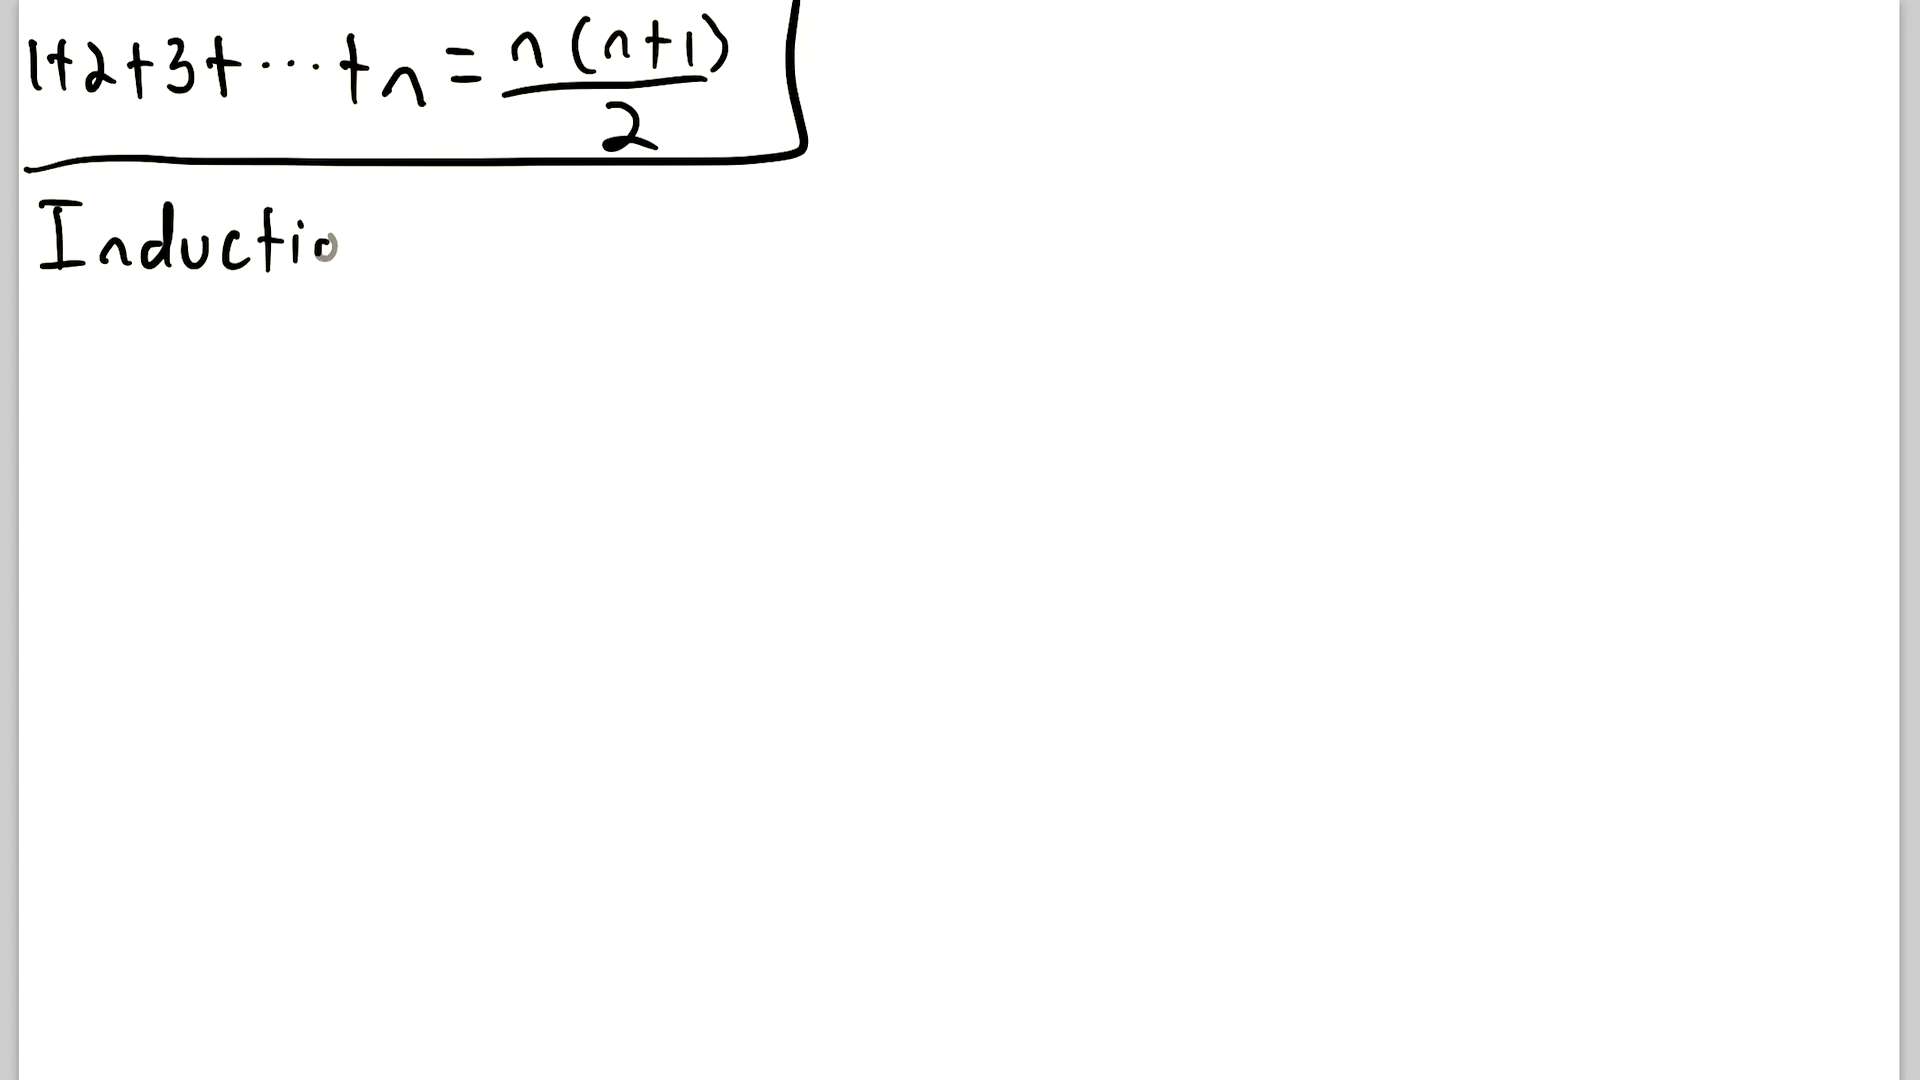 1+2+3+···+n = n(n+1)/2
Inductio